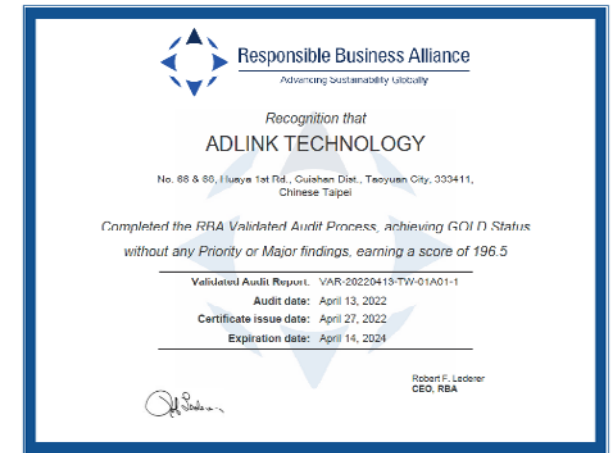 Responsible Business Alliance
Advancing Sustainability Globally
Recognition that
ADLINK TECHNOLOGY
No. 66 & 68, Huaya 1st Rd., Guishan Dist., Taoyuan City, 333411,
Chinese Taipei
Completed the RBA Validated Audit Process, achieving GOLD Status
without any Priority or Major findings, earning a score of 196.5
Validated Audit Report: VAR-20220413-TW-01A01-1
Audit date: April 13, 2022
Certificate issue date: April 27, 2022
Expiration date: April 14, 2024
Robert F. Lederer
CEO, RBA